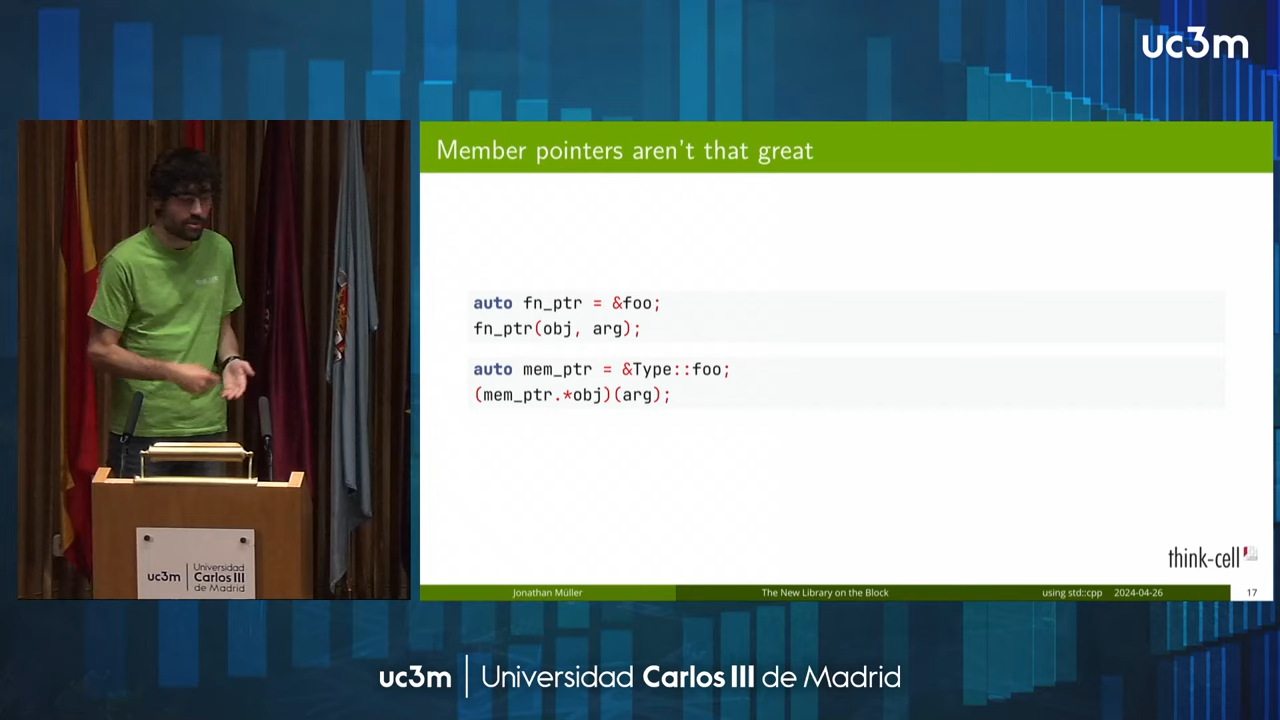 uc3m
Member pointers aren't that great
auto fn_ptr = &foo;
fn_ptr(obj, arg);
auto mem_ptr = &Type::foo;
(mem_ptr.*obj)(arg);
think-cell
Jonathan Müller The New Library on the Block using std::cpp 2024-04-26 17
uc3m Universidad
Carlos III
de Madrid
uc3m | Universidad Carlos III de Madrid